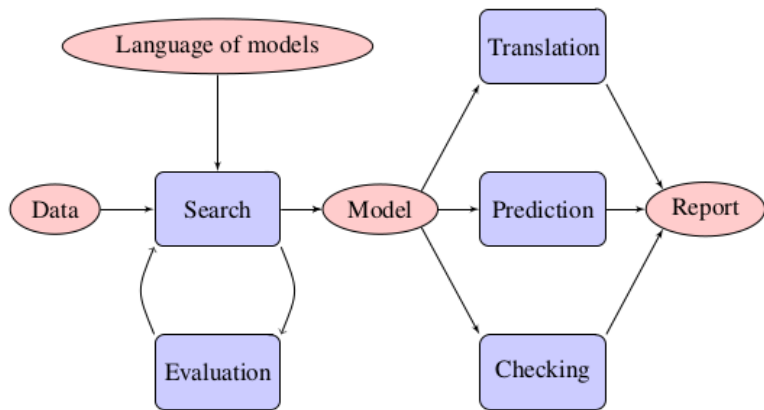 Language of models
Translation
Data
Search
Model
Prediction
Report
Evaluation
Checking